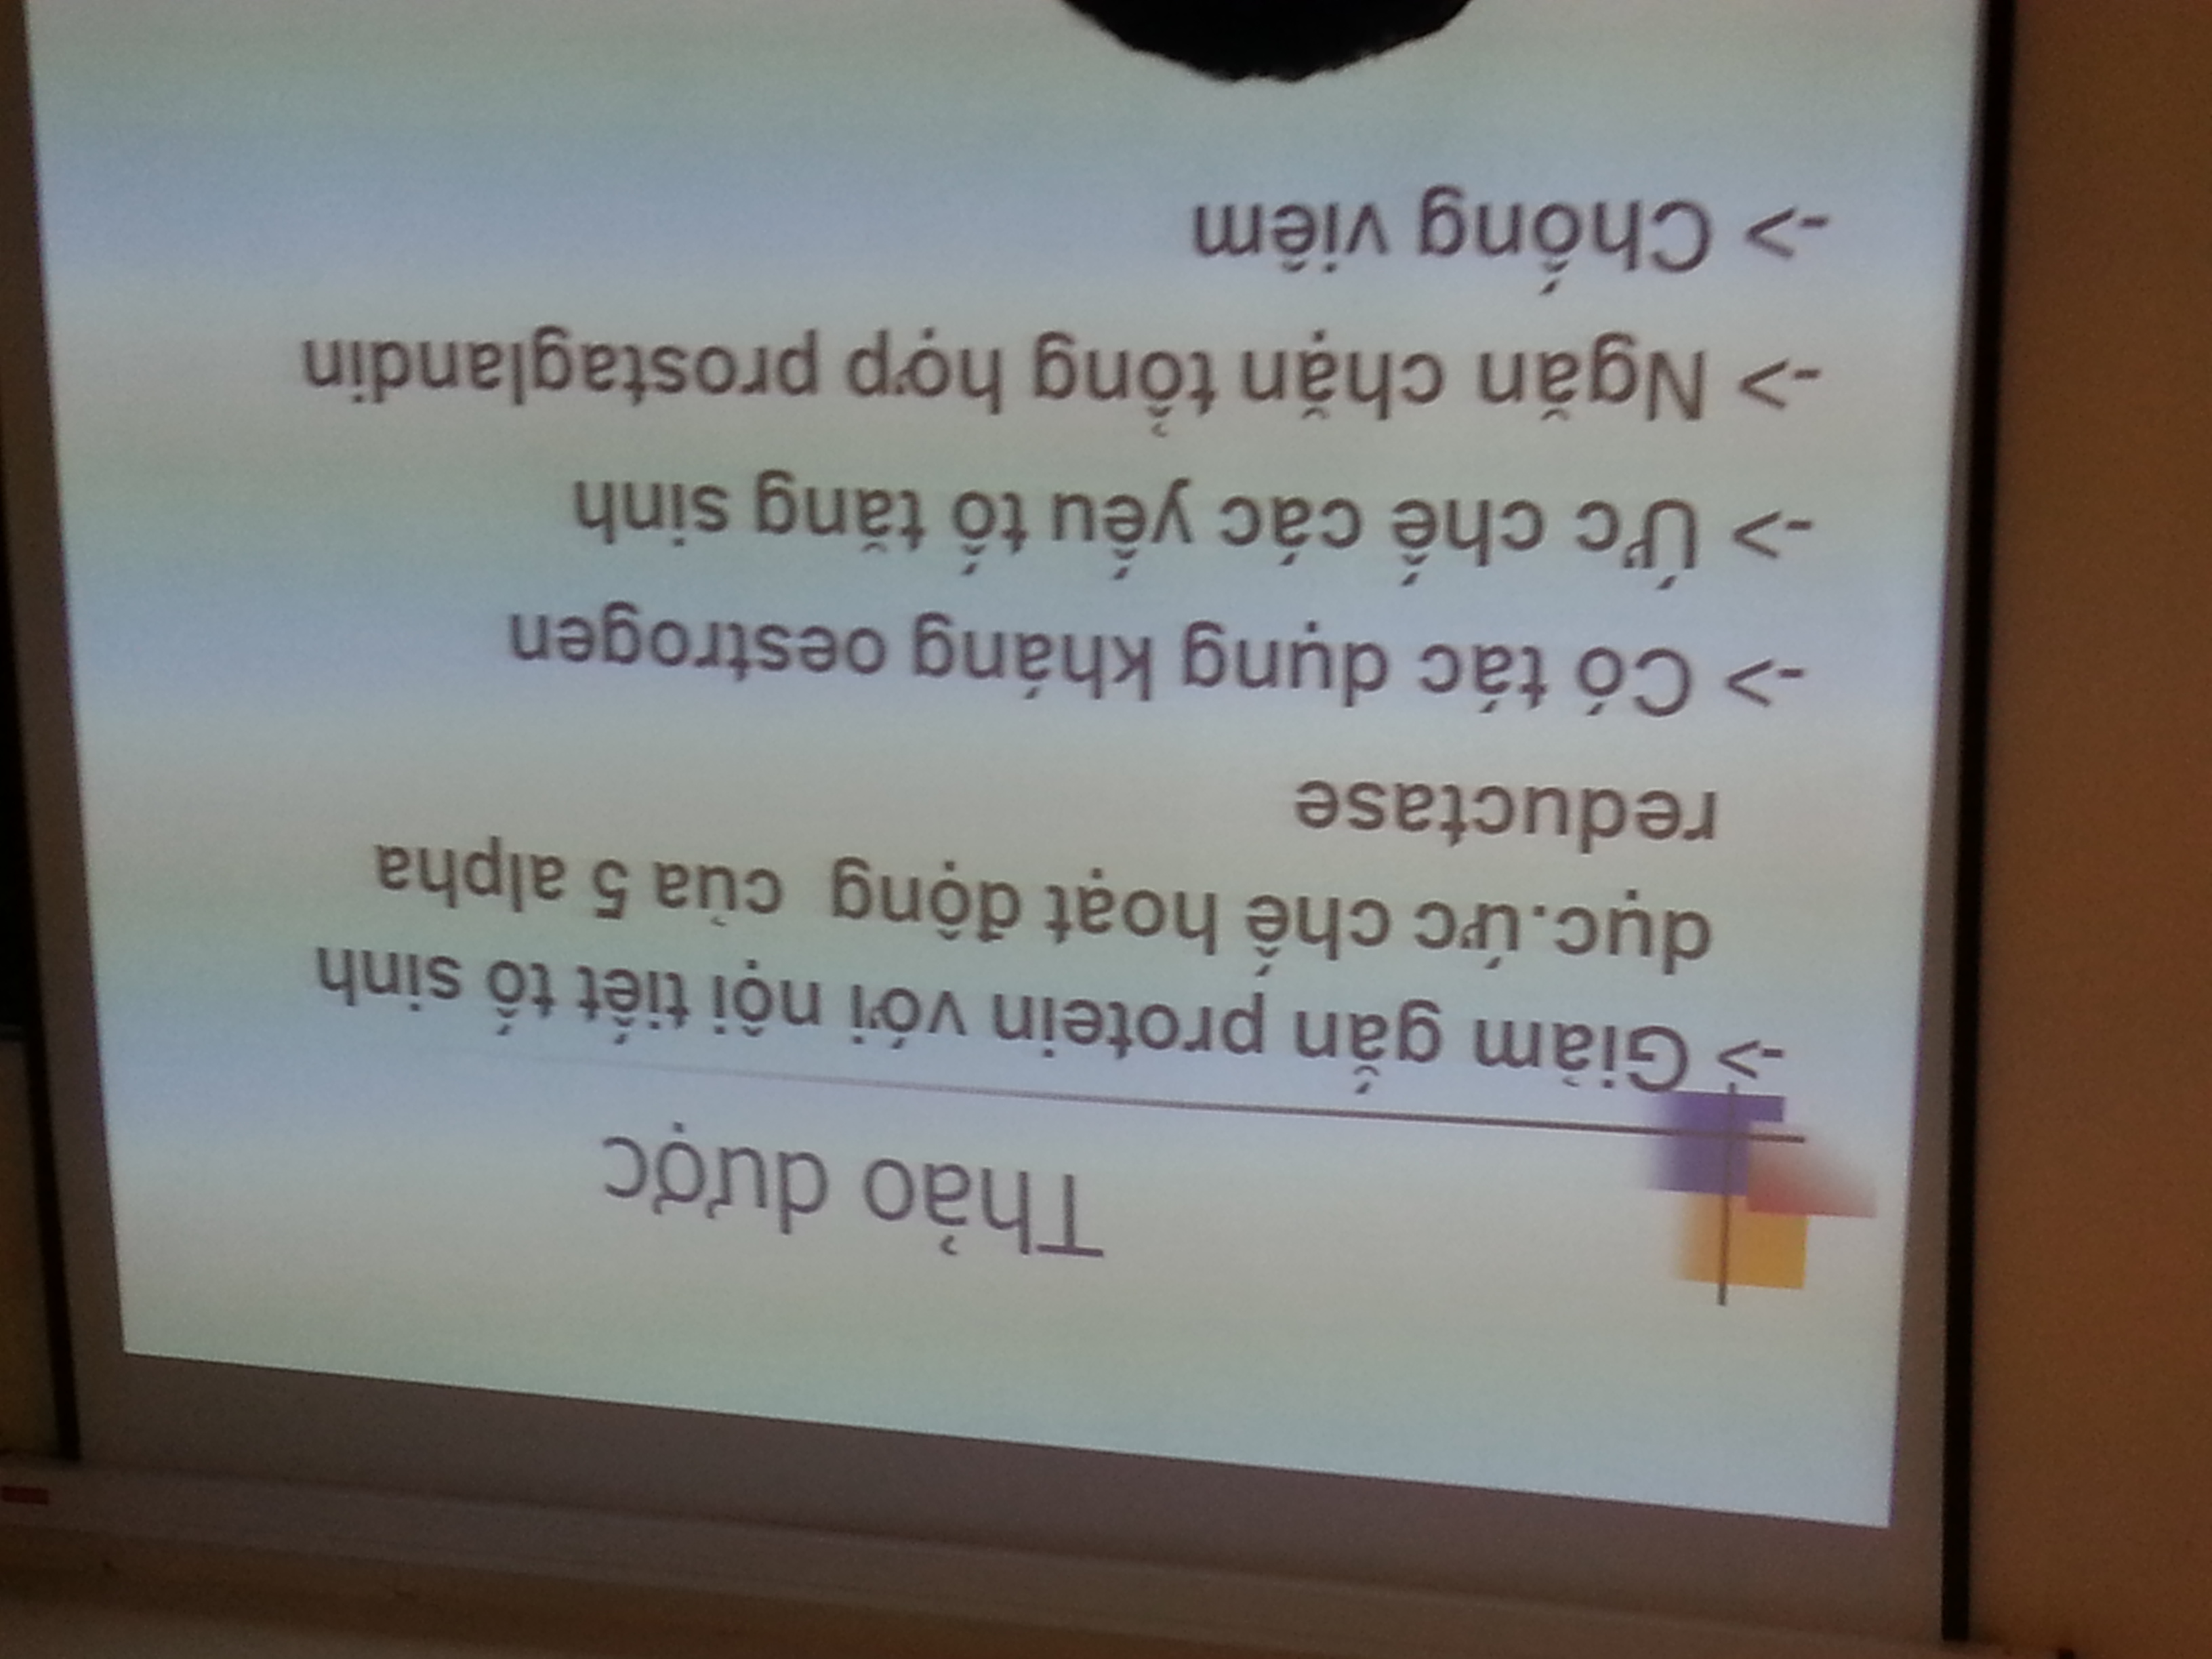 Thảo dược
-> Giảm gắn protein với nội tiết tố sinh
dục.ức chế hoạt động của 5 alpha
reductase
-> Có tác dụng kháng oestrogen
-> Ức chế các yếu tố tăng sinh
-> Ngăn chặn tổng hợp prostaglandin
-> Chống viêm